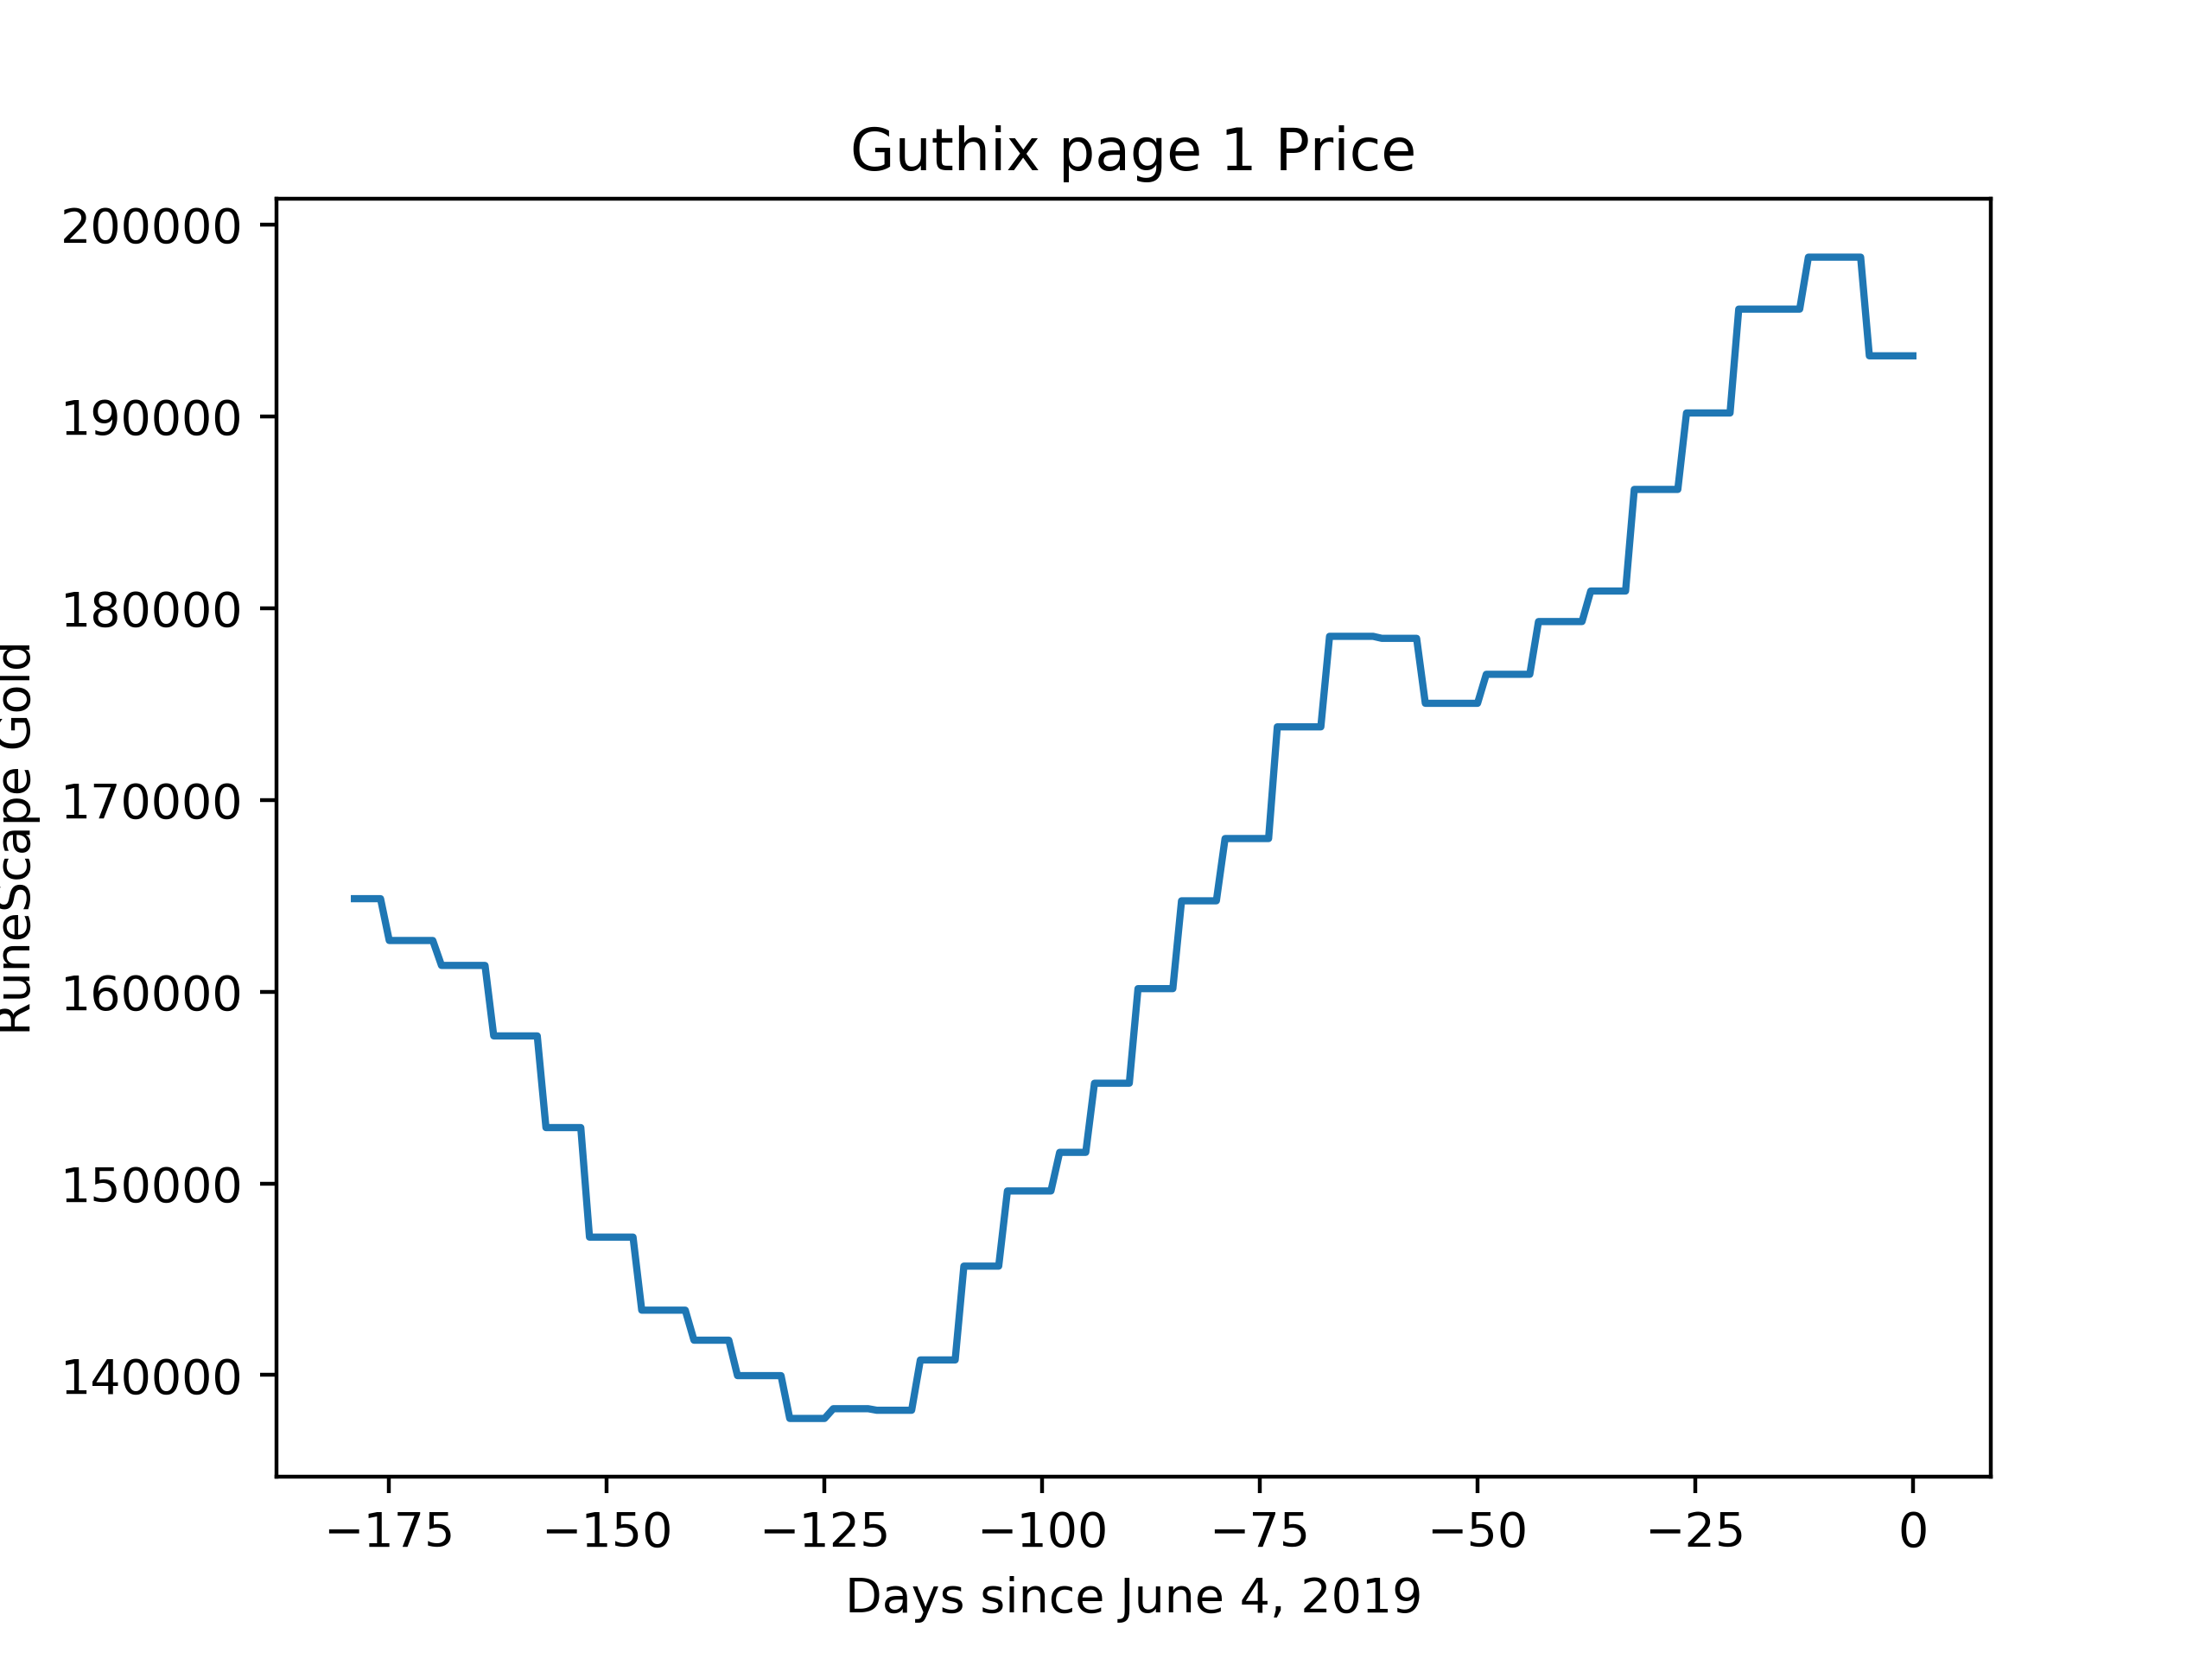 Guthix page 1 Price
200000
190000
180000
170000
160000
150000
140000
RuneScape Gold
−175 −150 −125 −100 −75 −50 −25 0
Days since June 4, 2019